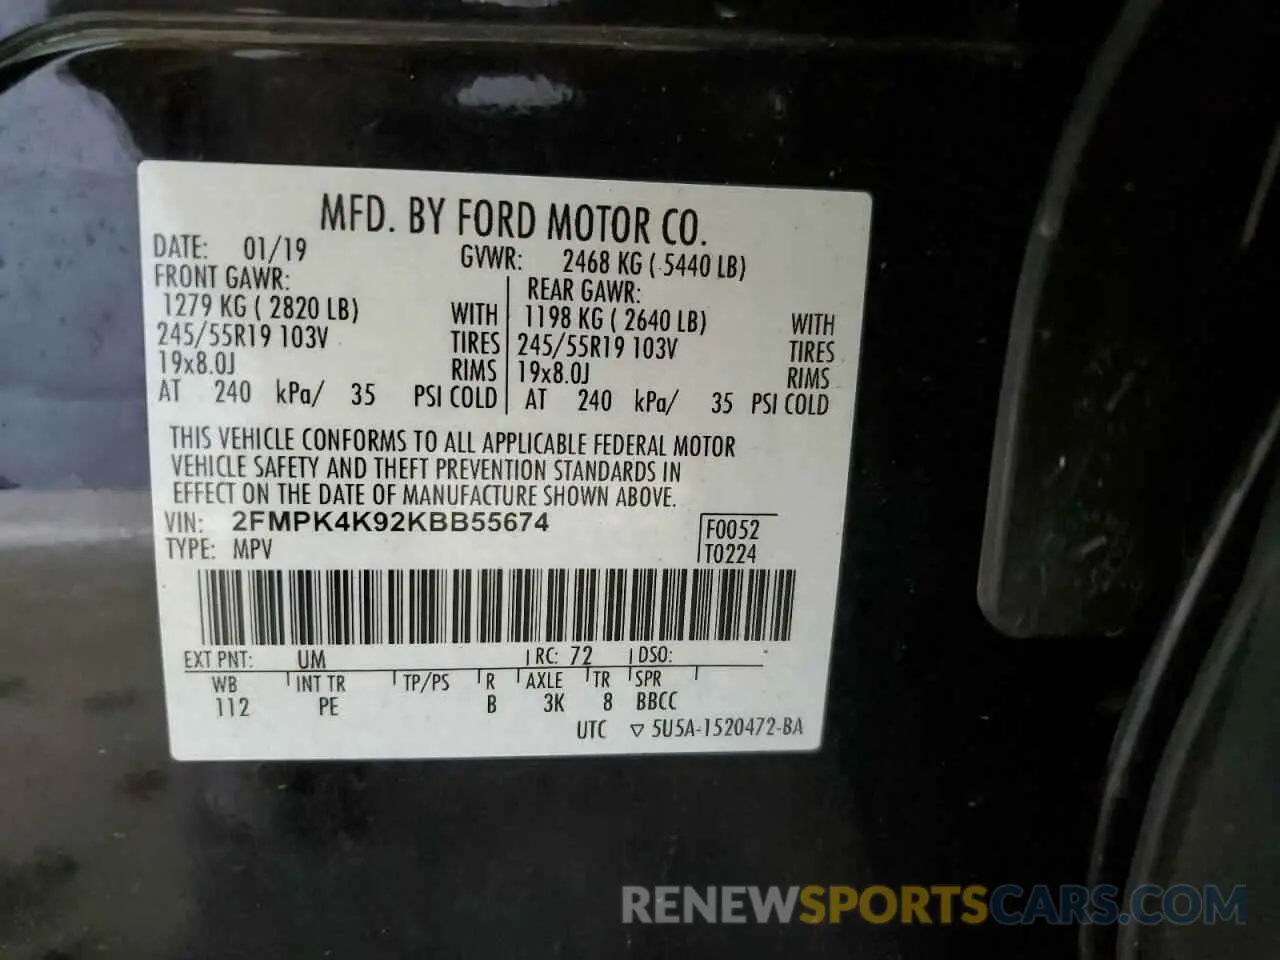 MFD. BY FORD MOTOR CO.
DATE: 01/19 GVWR: 2468 KG ( 5440 LB)
FRONT GAWR: REAR GAWR:
1279 KG ( 2820 LB) WITH 1198 KG ( 2640 LB) WITH
245/55R19 103V TIRES 245/55R19 103V TIRES
19x8.0J RIMS 19x8.0J RIMS
AT 240 kPa/ 35 PSI COLD AT 240 kPa/ 35 PSI COLD
THIS VEHICLE CONFORMS TO ALL APPLICABLE FEDERAL MOTOR
VEHICLE SAFETY AND THEFT PREVENTION STANDARDS IN
EFFECT ON THE DATE OF MANUFACTURE SHOWN ABOVE.
VIN: 2FMPK4K92KBB55674 F0052
TYPE: MPV T0224
EXT PNT: UM RC: 72 DSO:
WB INT TR TP/PS R AXLE TR SPR
112 PE B 3K 8 BBCC
UTC ▽ 5U5A-1520472-BA
RENEWSPORTSCARS.COM